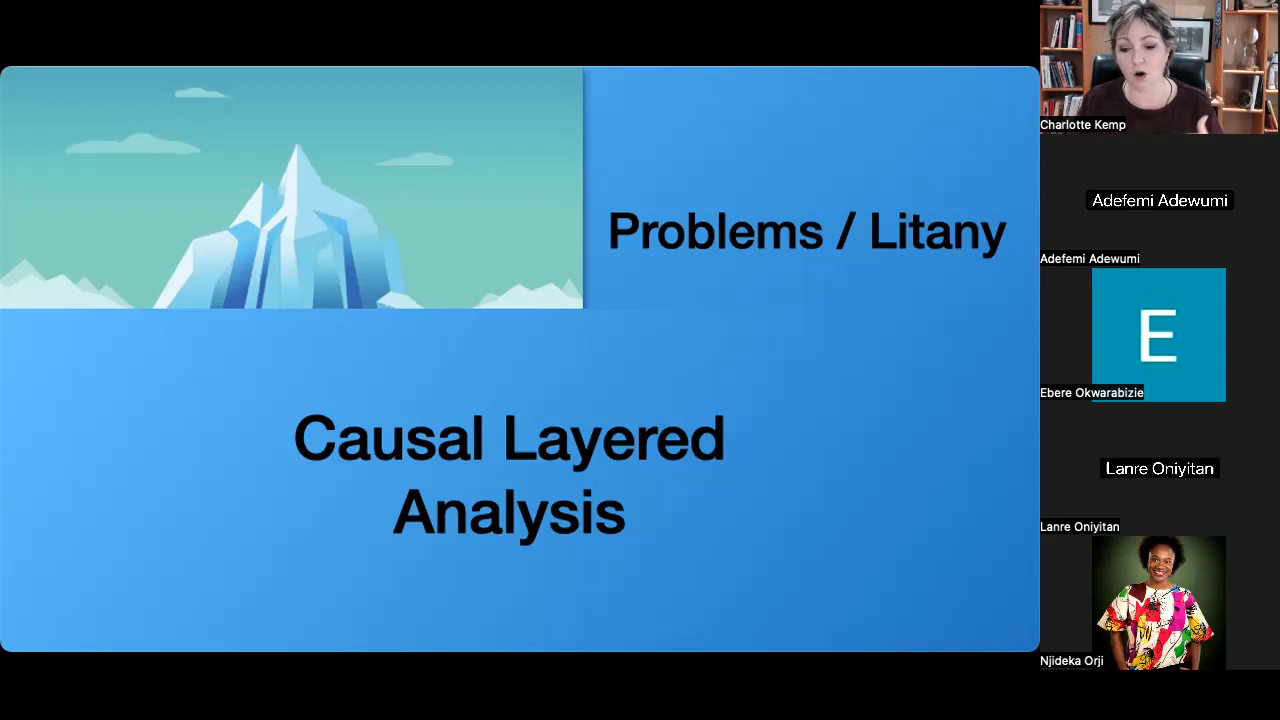 Problems / Litany
Causal Layered
Analysis
Charlotte Kemp
Adefemi Adewumi
Adefemi Adewumi
E
Ebere Okwarabizie
Lanre Oniyitan
Lanre Oniyitan
Njideka Orji